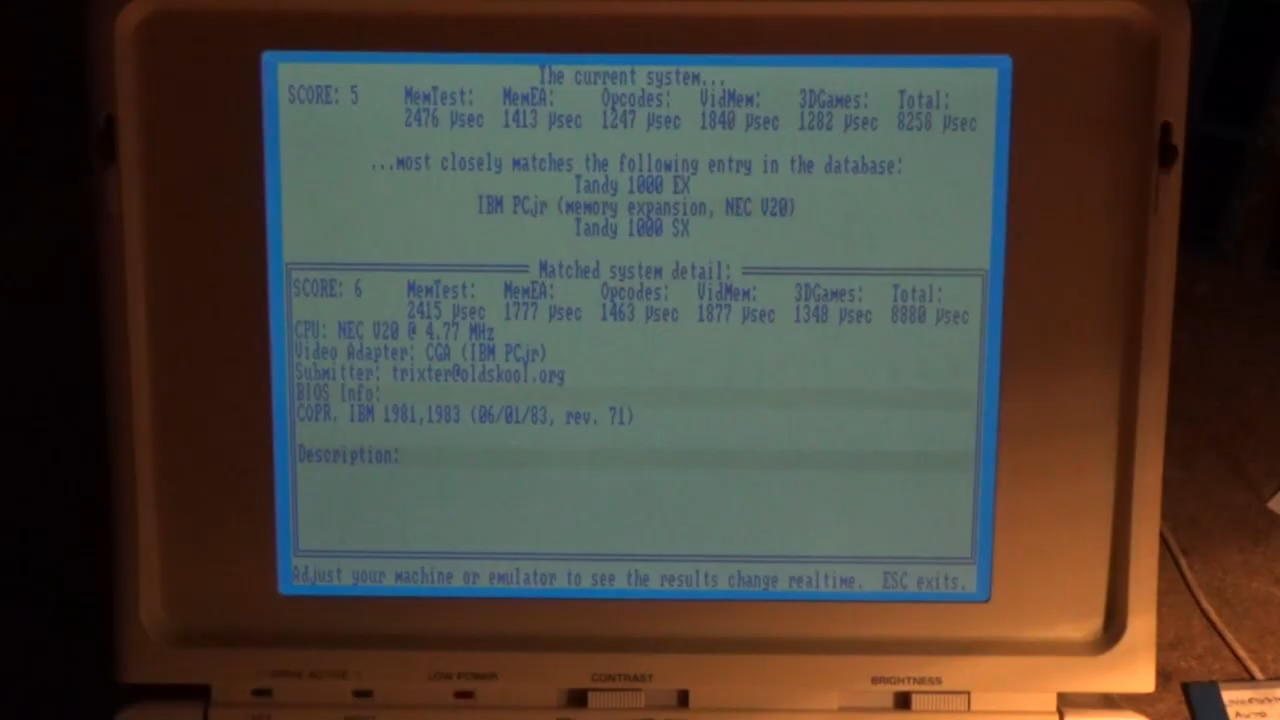 The current system...
SCORE: 5 MemTest: MemEA: Opcodes: VidMem: 3DGames: Total:
2476 µsec 1413 µsec 1247 µsec 1840 µsec 1282 µsec 8258 µsec
...most closely matches the following entry in the database:
Tandy 1000 EX
IBM PCjr (memory expansion, NEC V20)
Tandy 1000 SX
Matched system detail:
SCORE: 6 MemTest: MemEA: Opcodes: VidMem: 3DGames: Total:
2415 µsec 1777 µsec 1463 µsec 1877 µsec 1348 µsec 8880 µsec
CPU: NEC V20 @ 4.77 MHz
Video Adapter: CGA (IBM PCjr)
Submitter: trixter@oldskool.org
BIOS Info:
COPR. IBM 1981,1983 (06/01/83, rev. 71)
Description:
Adjust your machine or emulator to see the results change realtime. ESC exits.
DRIVE ACTIVE LOW POWER CONTRAST BRIGHTNESS